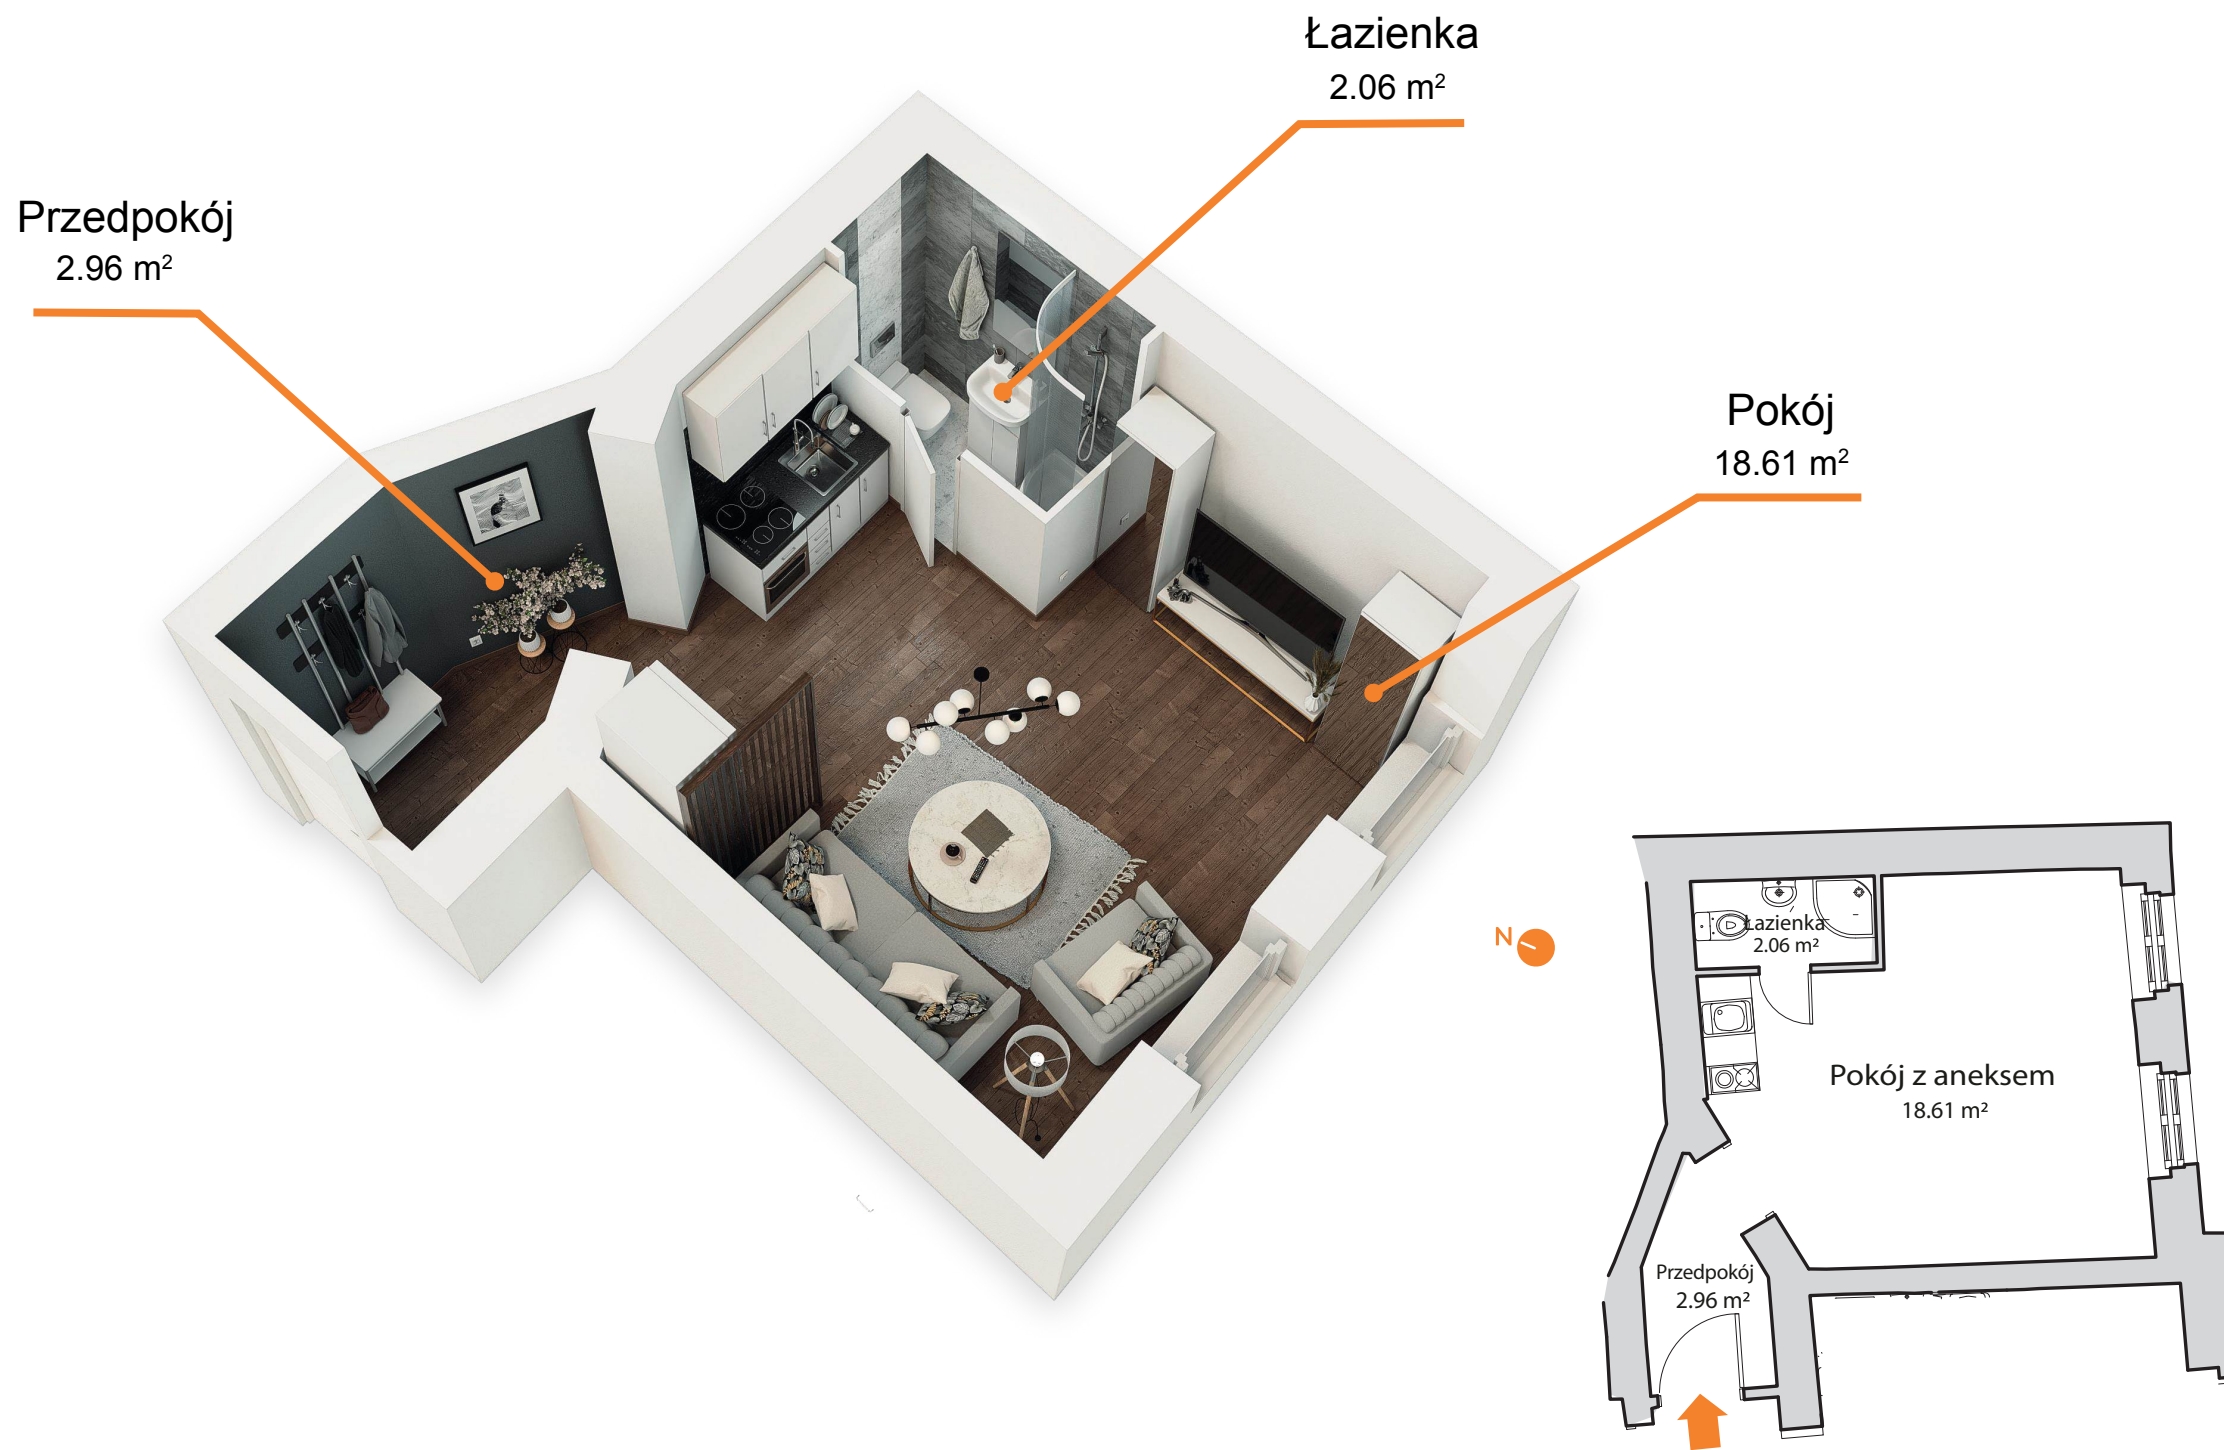 Łazienka
2.06 m²
Przedpokój
2.96 m²
Pokój
18.61 m²
N
Łazienka
2.06 m²
Pokój z aneksem
18.61 m²
Przedpokój
2.96 m²